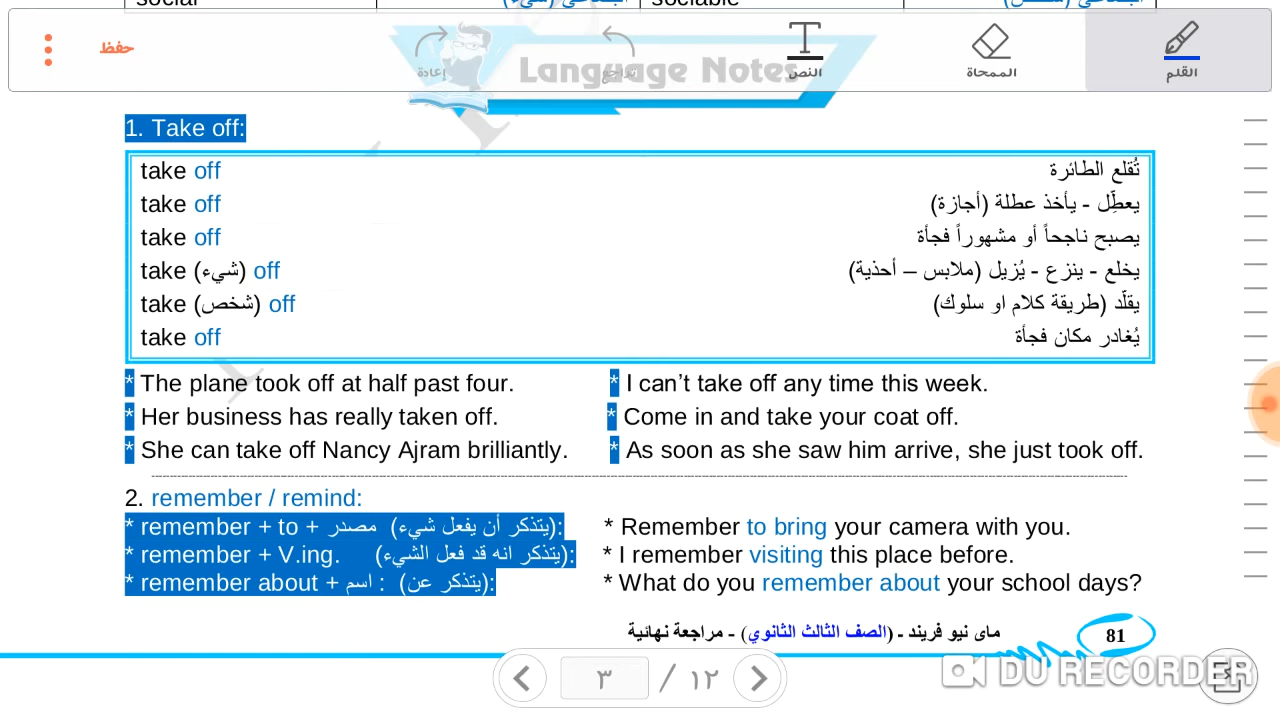 social اجتماعي (شيء) sociable اجتماعي (شخص)
حفظ
إعادة
تراجع
النص
الممحاة
القلم
Language Notes
1. Take off:
take off تُقلع الطائرة
take off يعطِّل - يأخذ عطلة (أجازة)
take off يصبح ناجحاً أو مشهوراً فجأة
take (شيء) off يخلع - ينزع - يُزيل (ملابس – أحذية)
take (شخص) off يقلّد (طريقة كلام او سلوك)
take off يُغادر مكان فجأة
* The plane took off at half past four. * I can't take off any time this week.
* Her business has really taken off. * Come in and take your coat off.
* She can take off Nancy Ajram brilliantly. * As soon as she saw him arrive, she just took off.
2. remember / remind:
* remember + to + مصدر (يتذكر أن يفعل شيء): * Remember to bring your camera with you.
* remember + V.ing. (يتذكر انه قد فعل الشيء): * I remember visiting this place before.
* remember about + اسم : (يتذكر عن): * What do you remember about your school days?
ماى نيو فريند - (الصف الثالث الثانوي) - مراجعة نهائية 81
٣ / ١٢
DU RECORDER